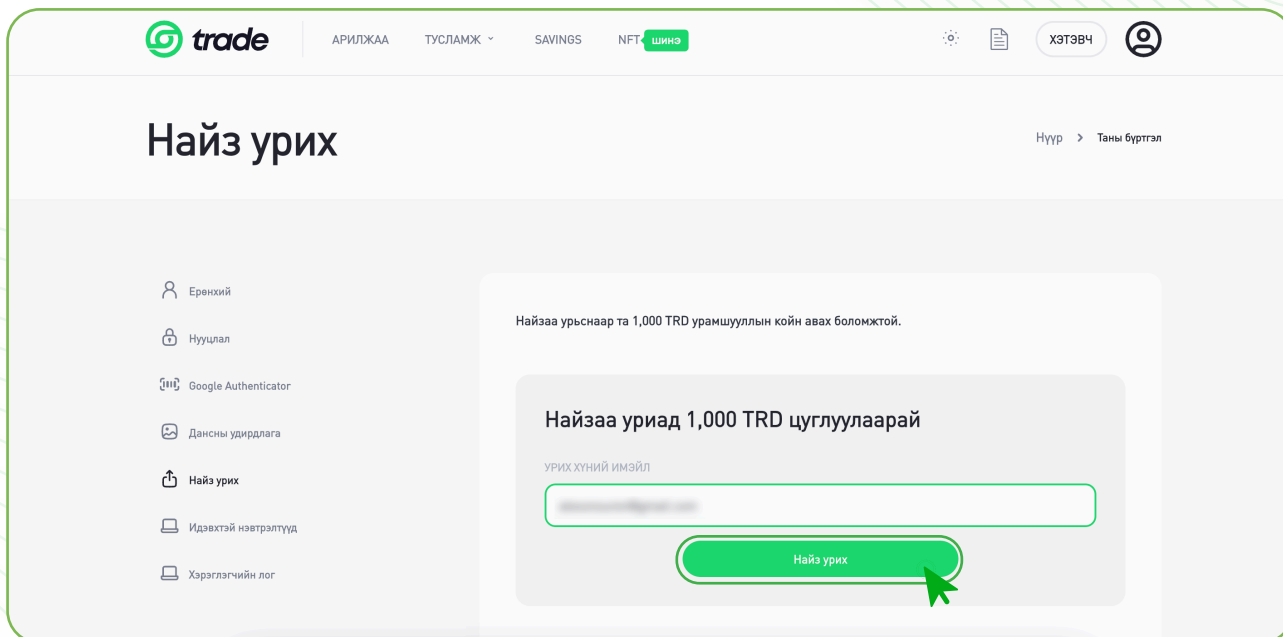 trade
АРИЛЖАА ТУСЛАМЖ SAVINGS NFT ШИНЭ ХЭТЭВЧ
Найз урих
Нүүр > Таны бүртгэл
Ерөнхий
Нууцлал
Google Authenticator
Дансны удирдлага
Найз урих
Идэвхтэй нэвтрэлтүүд
Хэрэглэгчийн лог
Найзаа урьснаар та 1,000 TRD урамшууллын койн авах боломжтой.
Найзаа уриад 1,000 TRD цуглуулаарай
УРИХ ХҮНИЙ ИМЭЙЛ
Найз урих